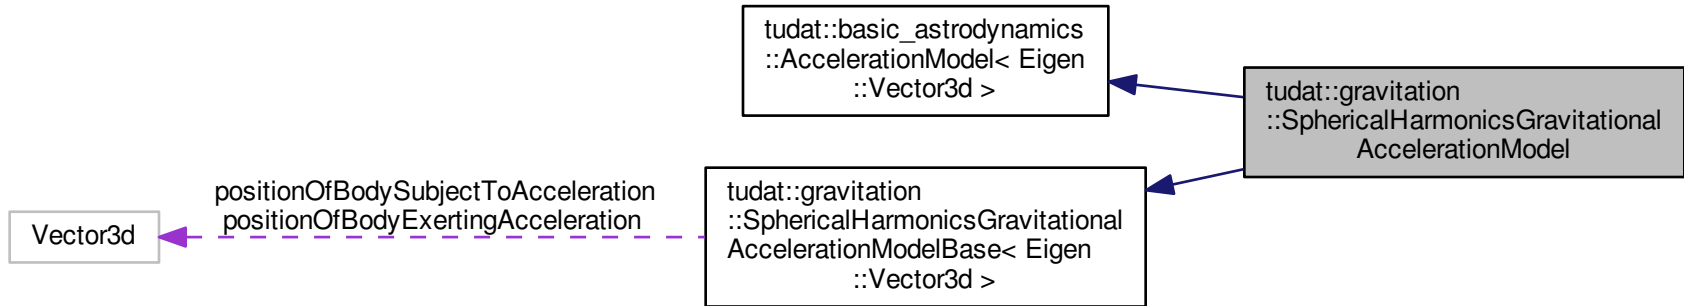 tudat::basic_astrodynamics
::AccelerationModel< Eigen
::Vector3d >
tudat::gravitation
::SphericalHarmonicsGravitational
AccelerationModel
positionOfBodySubjectToAcceleration
positionOfBodyExertingAcceleration
Vector3d
tudat::gravitation
::SphericalHarmonicsGravitational
AccelerationModelBase< Eigen
::Vector3d >